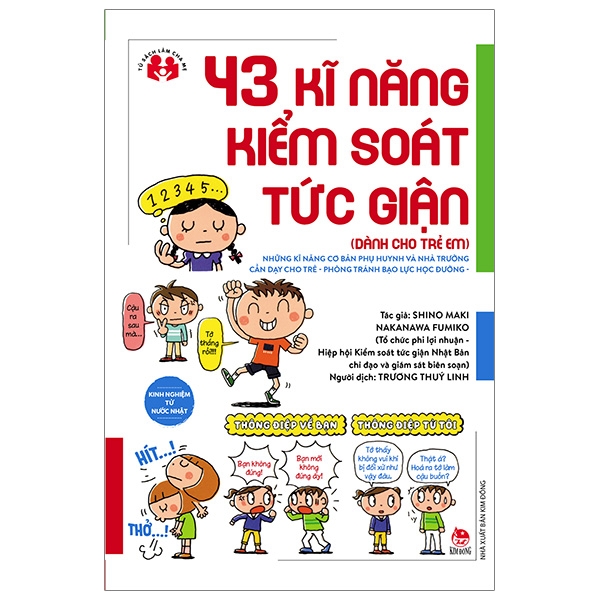 TỦ SÁCH LÀM CHA MẸ
43 KĨ NĂNG
KIỂM SOÁT
TỨC GIẬN
(DÀNH CHO TRẺ EM)
NHỮNG KĨ NĂNG CƠ BẢN PHỤ HUYNH VÀ NHÀ TRƯỜNG
CẦN DẠY CHO TRẺ - PHÒNG TRÁNH BẠO LỰC HỌC ĐƯỜNG -
1 2 3 4 5...
Cậu
ra
sau
mà...
Tớ
thắng
rồi!!!
Tác giả: SHINO MAKI
NAKANAWA FUMIKO
(Tổ chức phi lợi nhuận -
Hiệp hội Kiểm soát tức giận Nhật Bản
chỉ đạo và giám sát biên soạn)
Người dịch: TRƯƠNG THUỲ LINH
KINH NGHIỆM
TỪ
NƯỚC NHẬT
HÍT...!
THỞ...!
THÔNG ĐIỆP VỀ BẠN
Bạn không
đúng!
Bạn mới
không
đúng ấy!
THÔNG ĐIỆP TỪ TÔI
Tớ thấy
không vui khi
bị đối xử như
vậy đâu.
Thật á?
Hoá ra tớ làm
cậu buồn?
KIM ĐỒNG
NHÀ XUẤT BẢN KIM ĐỒNG